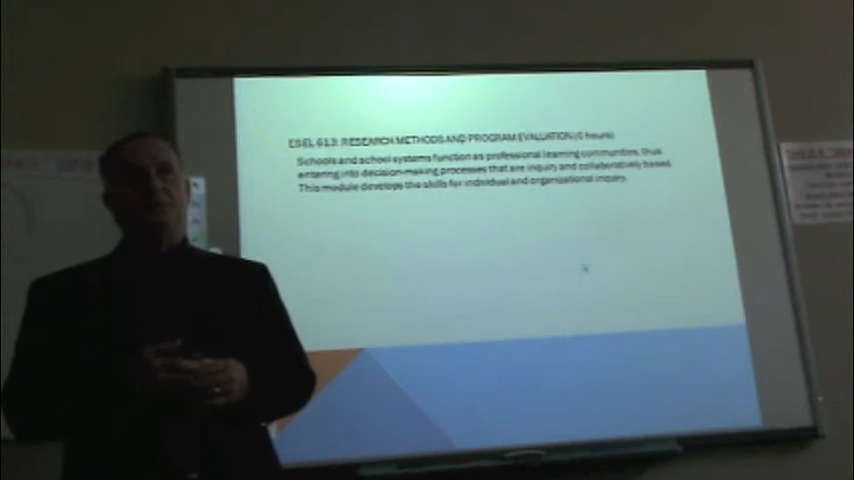 ESEL 613: RESEARCH METHODS AND PROGRAM EVALUATION (6 hours)
Schools and school systems function as professional learning communities, thus
entering into decision-making processes that are inquiry and collaboratively based.
This module develops the skills for individual and organizational inquiry.